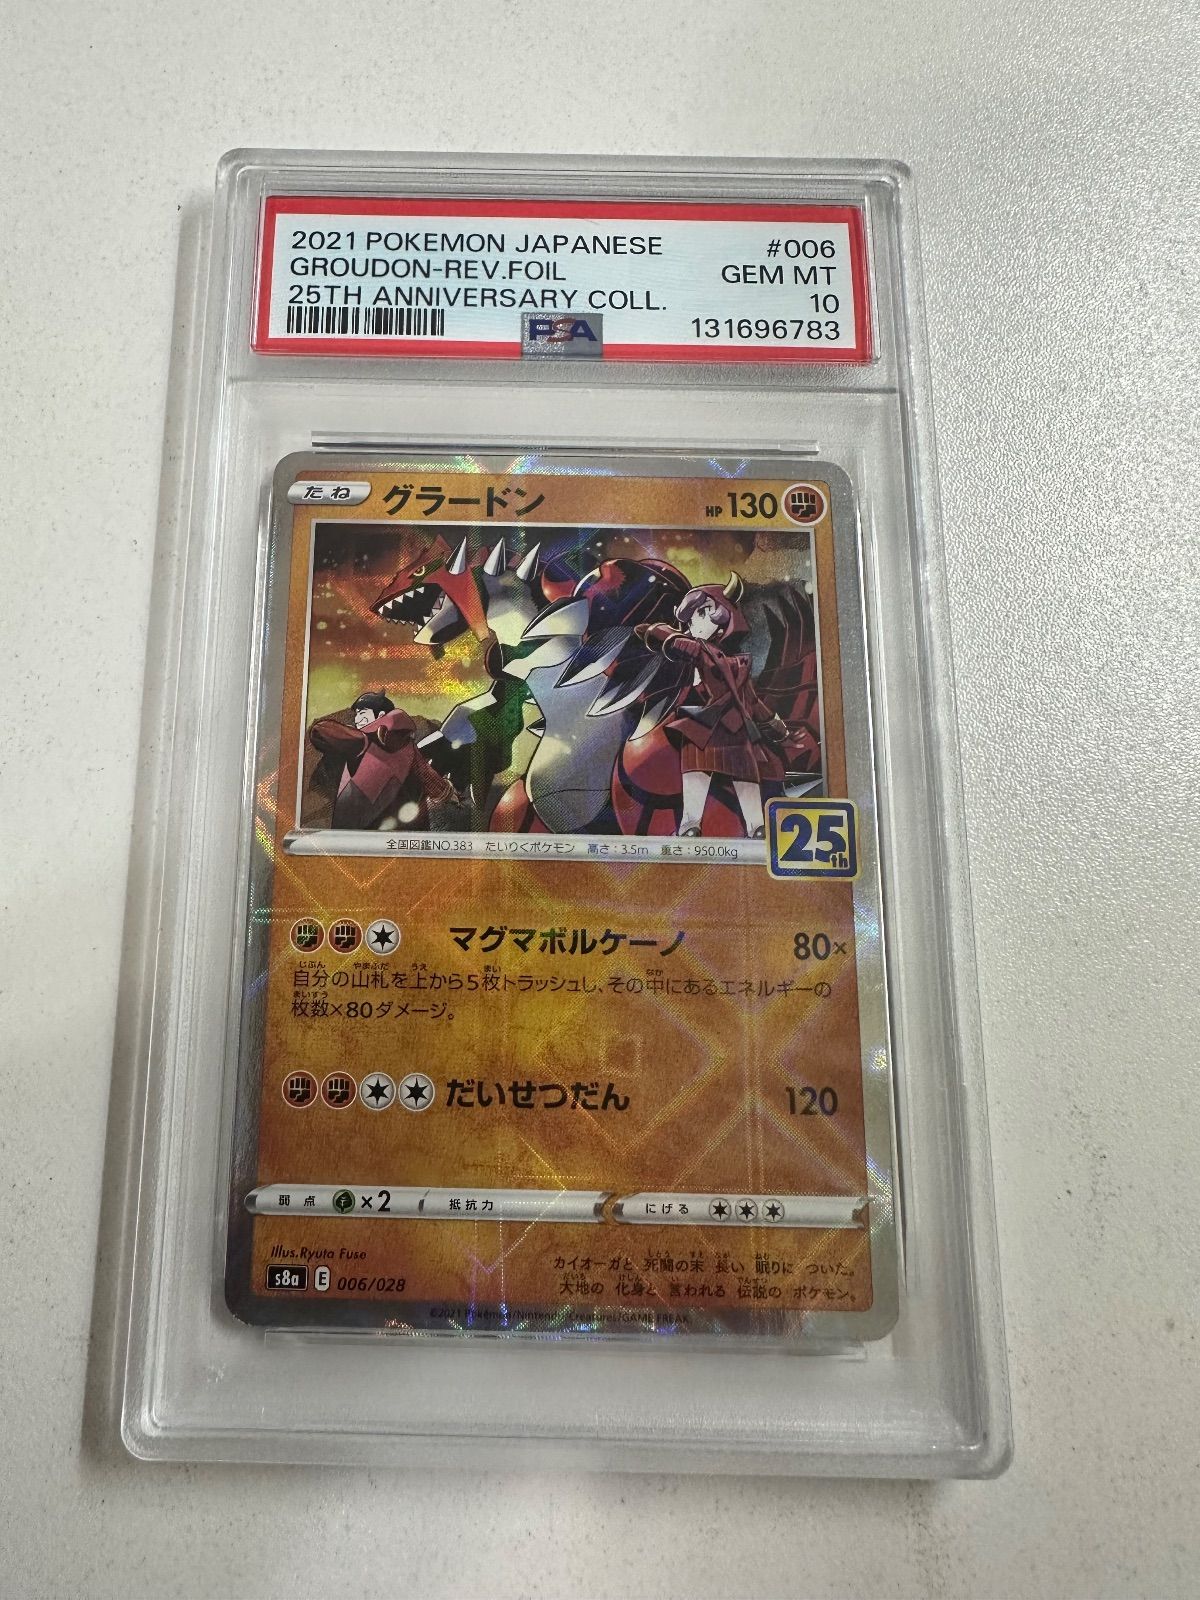 2021 POKEMON JAPANESE #006
GROUDON-REV.FOIL GEM MT
25TH ANNIVERSARY COLL. 10
PSA 131696783
たね グラードン HP 130
25th
全国図鑑NO.383 たいりくポケモン 高さ：3.5m 重さ：950.0kg
マグマボルケーノ 80×
自分の山札を上から5枚トラッシュし、その中にあるエネルギーの
枚数×80ダメージ。
だいせつだん 120
弱点 ×2 抵抗力 にげる
Illus.Ryuta Fuse
カイオーガと 死闘の末 長い 眠りに ついた。
s8a E 006/028
大地の 化身と 言われる 伝説の ポケモン。
©2021 Pokémon/Nintendo/Creatures/GAME FREAK